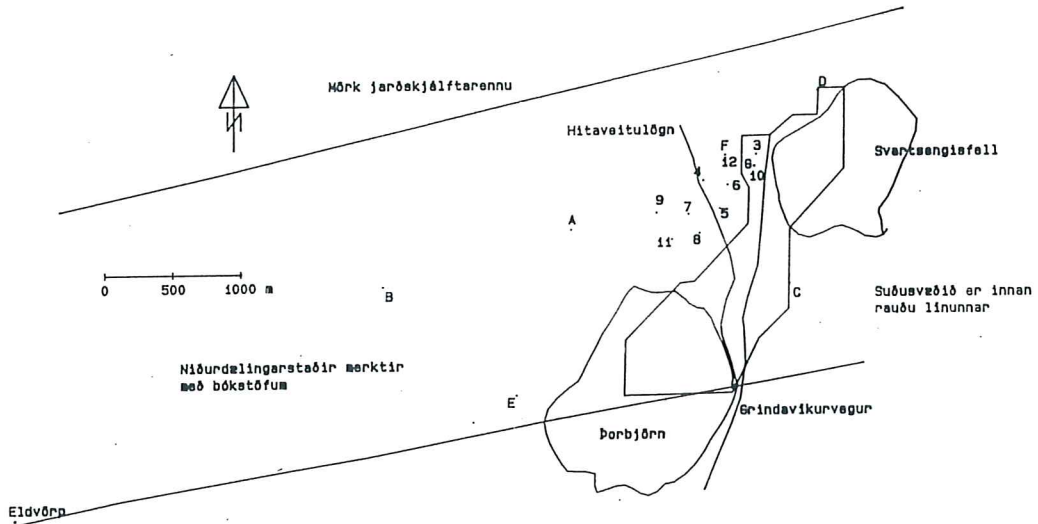 Mörk jarðskjálftarennu
D
Hitaveitulögn
F
3
Svartsengisfell
12
8
4
10
6
9
7
5
A
11
8
0 500 1000 m
B
C
Suðusvæðið er innan
rauðu línunnar
Niðurdælingarstaðir merktir
með bókstöfum
E
Grindavíkurvegur
Þorbjörn
Eldvörp
N